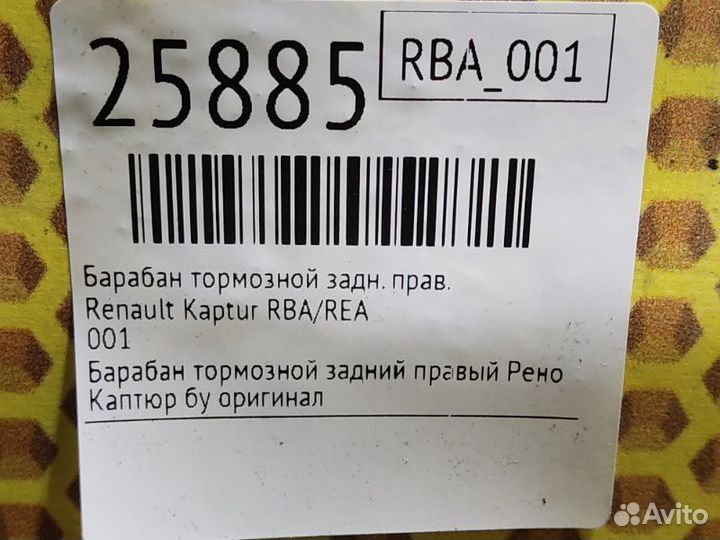 25885
RBA_001
Барабан тормозной задн. прав.
Renault Kaptur RBA/REA
001
Барабан тормозной задний правый Рено
Каптюр бу оригинал
Avito